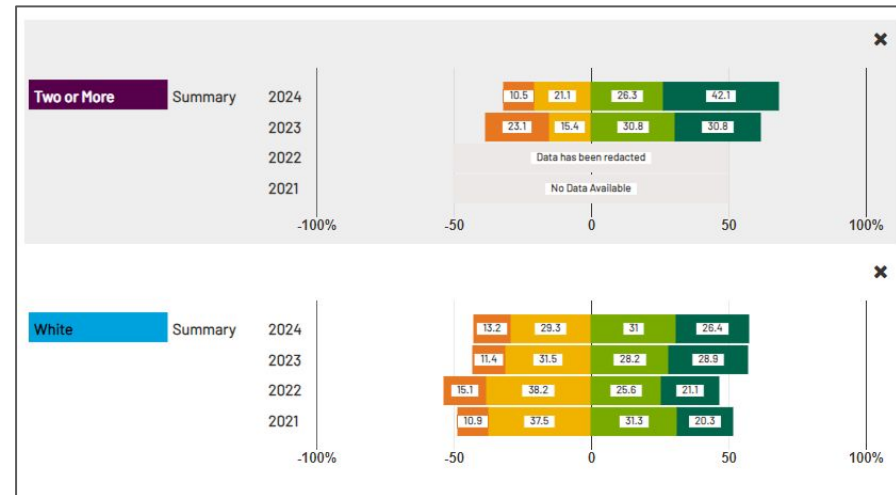 ✖
Two or More Summary 2024 10.5 21.1 26.3 42.1
2023 23.1 15.4 30.8 30.8
2022 Data has been redacted
2021 No Data Available
-100% -50 0 50 100%
✖
White Summary 2024 13.2 29.3 31 26.4
2023 11.4 31.5 28.2 28.9
2022 15.1 38.2 25.6 21.1
2021 10.9 37.5 31.3 20.3
-100% -50 0 50 100%